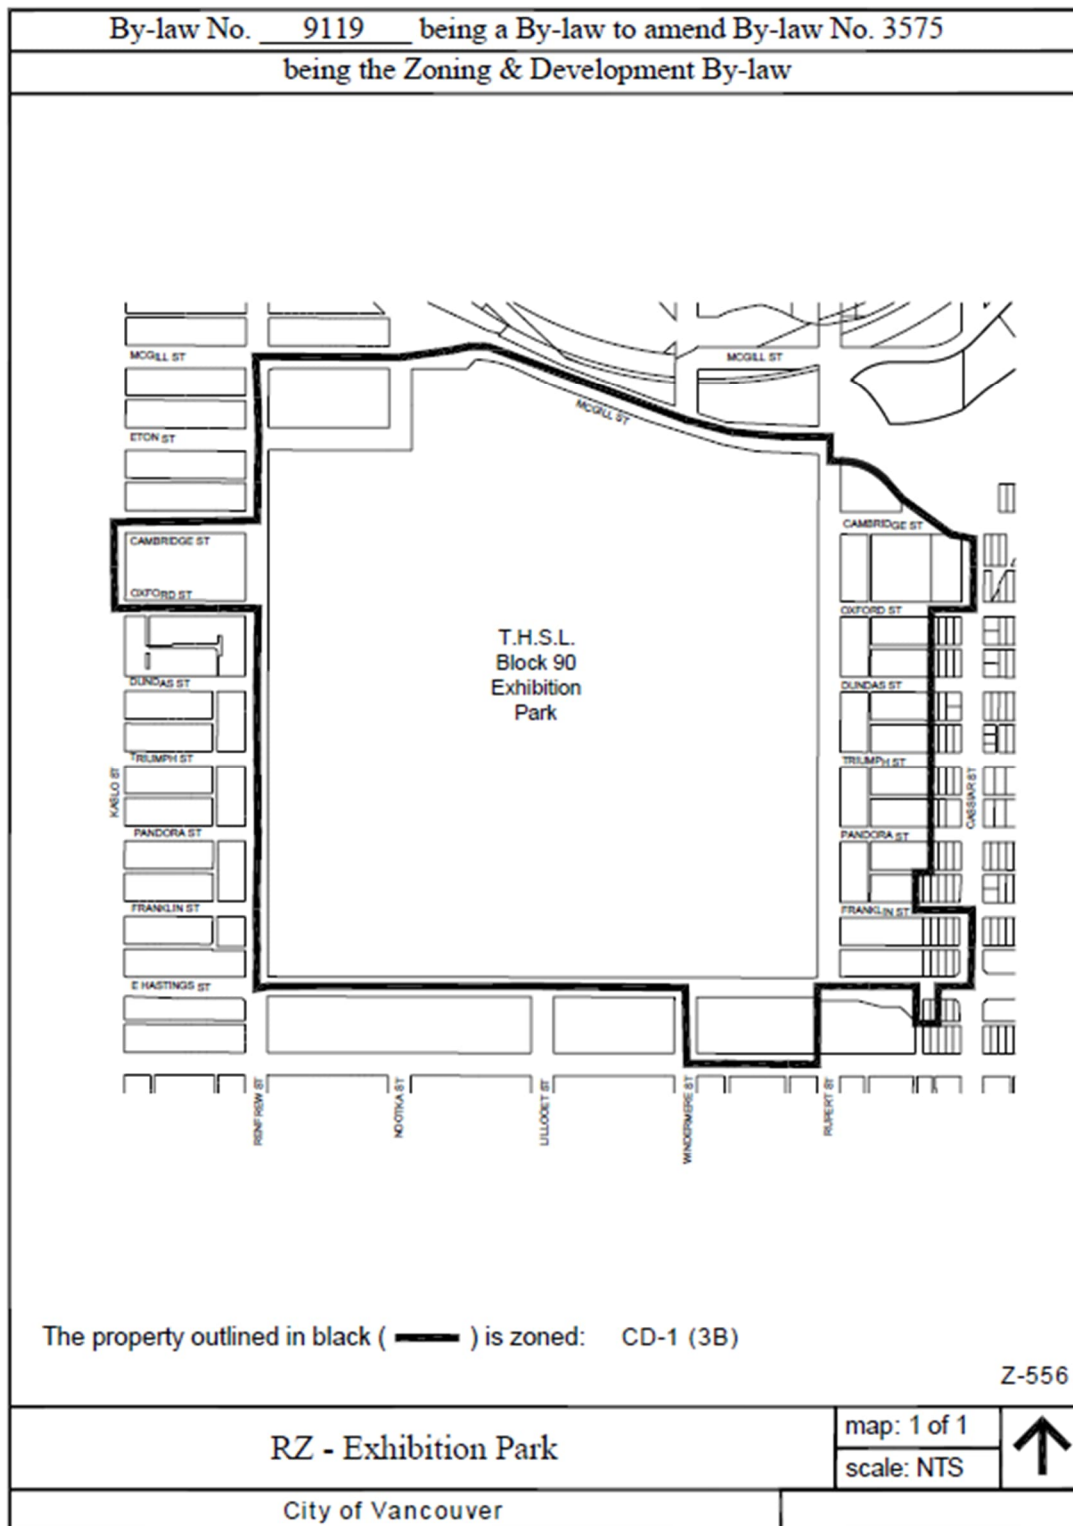 By-law No. 9119 being a By-law to amend By-law No. 3575
being the Zoning & Development By-law
MCGILL ST
MCGILL ST
MCGILL ST
ETON ST
CAMBRIDGE ST
CAMBRIDGE ST
OXFORD ST
OXFORD ST
T.H.S.L.
Block 90
Exhibition
Park
DUNDAS ST
DUNDAS ST
TRIUMPH ST
TRIUMPH ST
KASLO ST
CASSIAR ST
PANDORA ST
PANDORA ST
FRANKLIN ST
FRANKLIN ST
E HASTINGS ST
RENFREW ST
NOOTKA ST
LILLOOET ST
WINDERMERE ST
RUPERT ST
The property outlined in black ( ) is zoned: CD-1 (3B)
Z-556
RZ - Exhibition Park
map: 1 of 1
scale: NTS
City of Vancouver